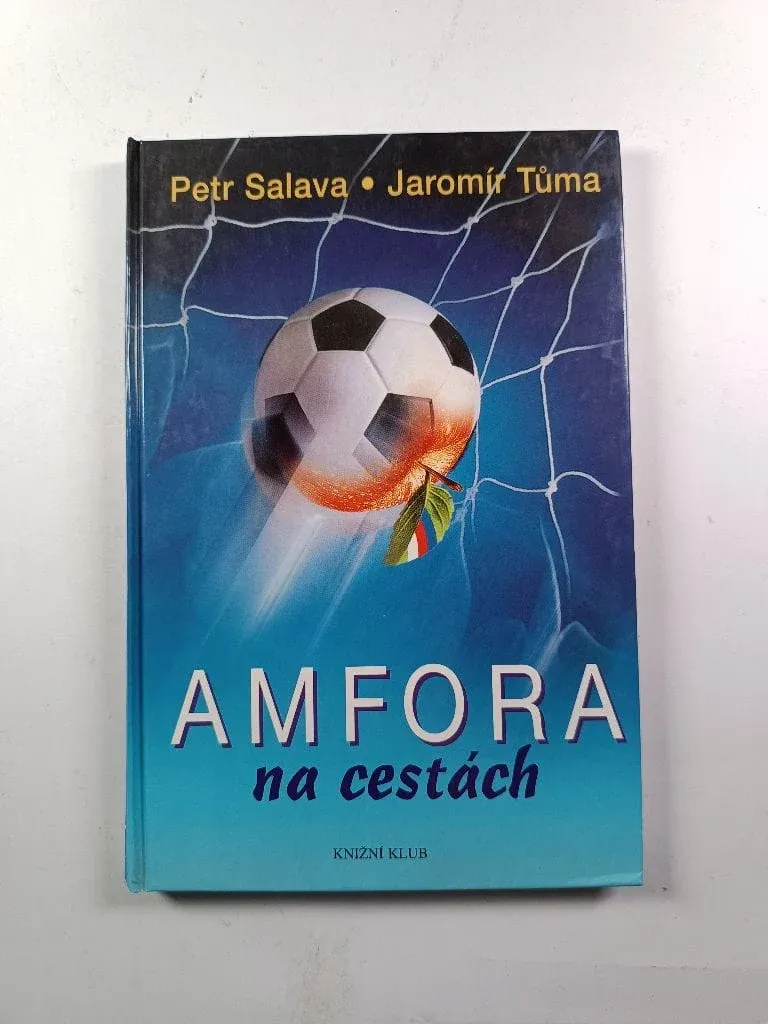 Petr Salava • Jaromír Tůma
AMFORA
na cestách
KNIŽNÍ KLUB